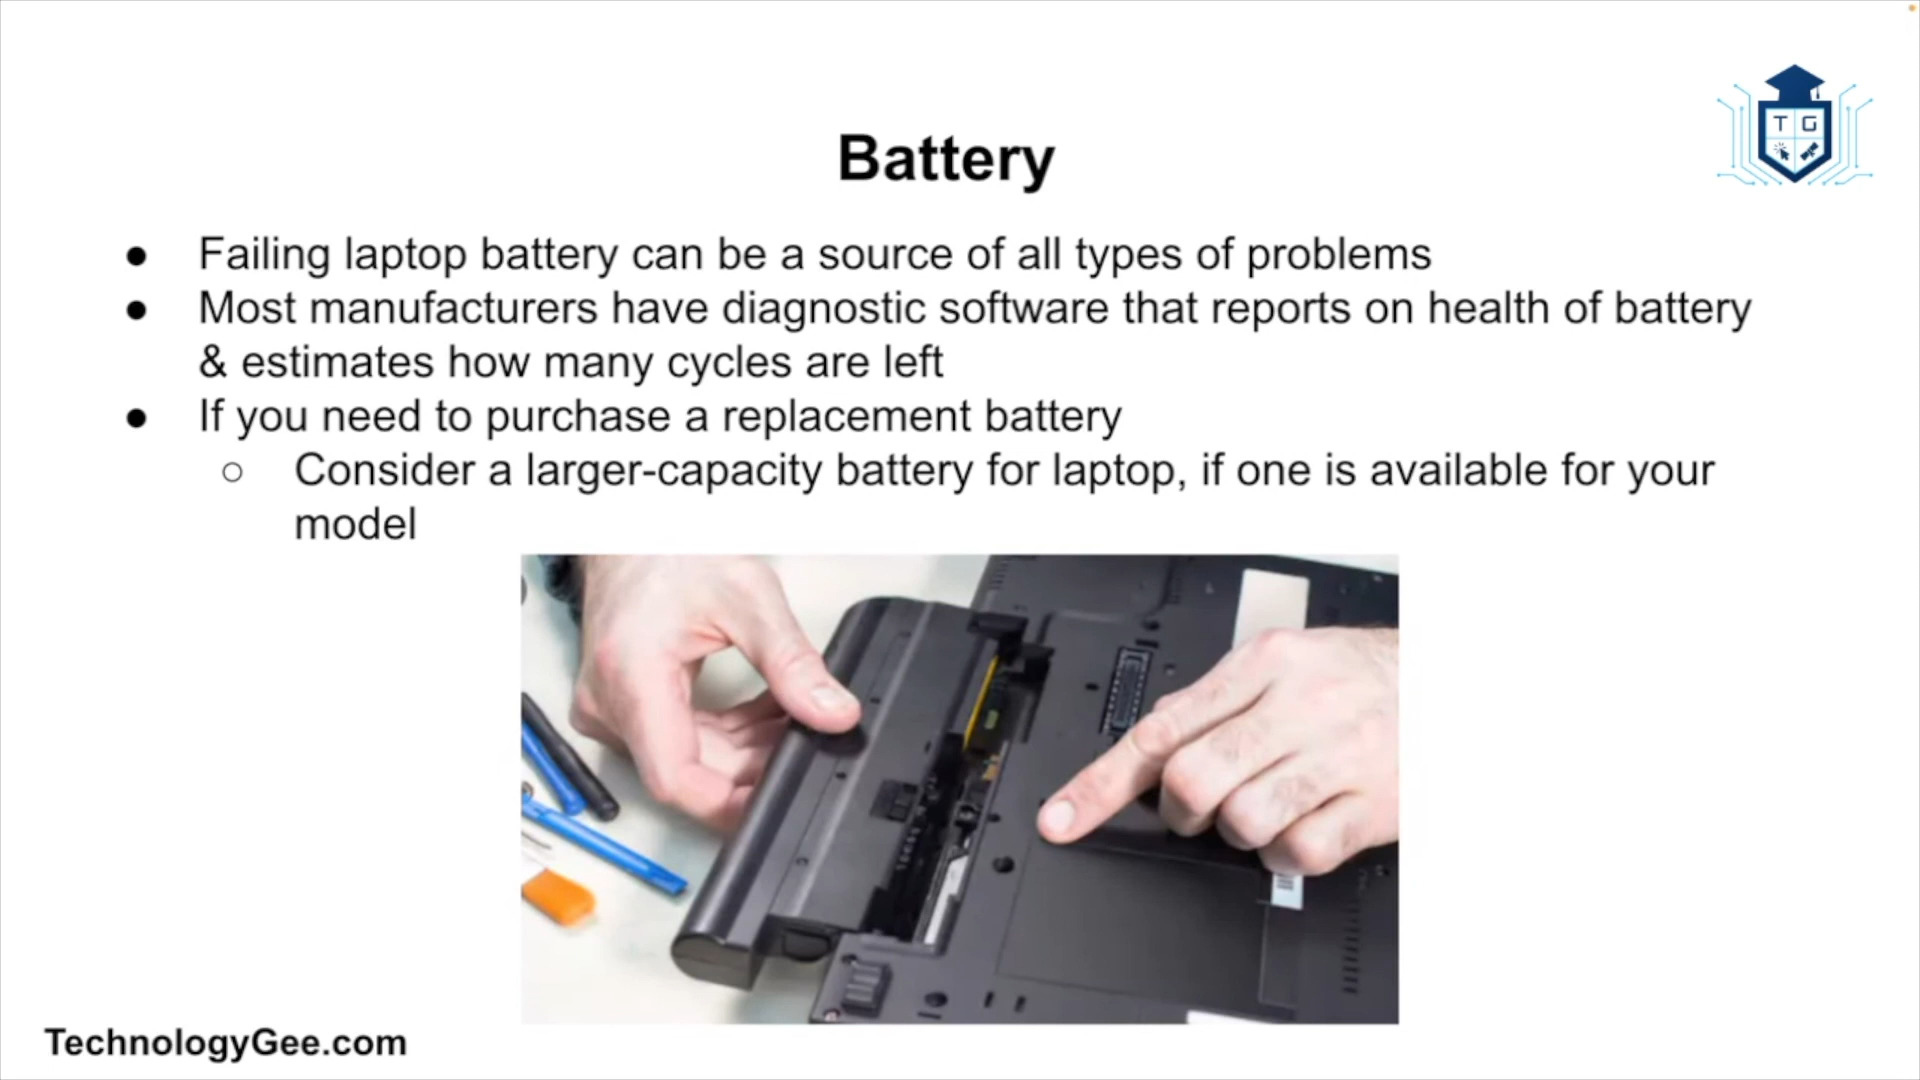 T G
Battery
● Failing laptop battery can be a source of all types of problems
● Most manufacturers have diagnostic software that reports on health of battery
& estimates how many cycles are left
● If you need to purchase a replacement battery
○ Consider a larger-capacity battery for laptop, if one is available for your
model
TechnologyGee.com